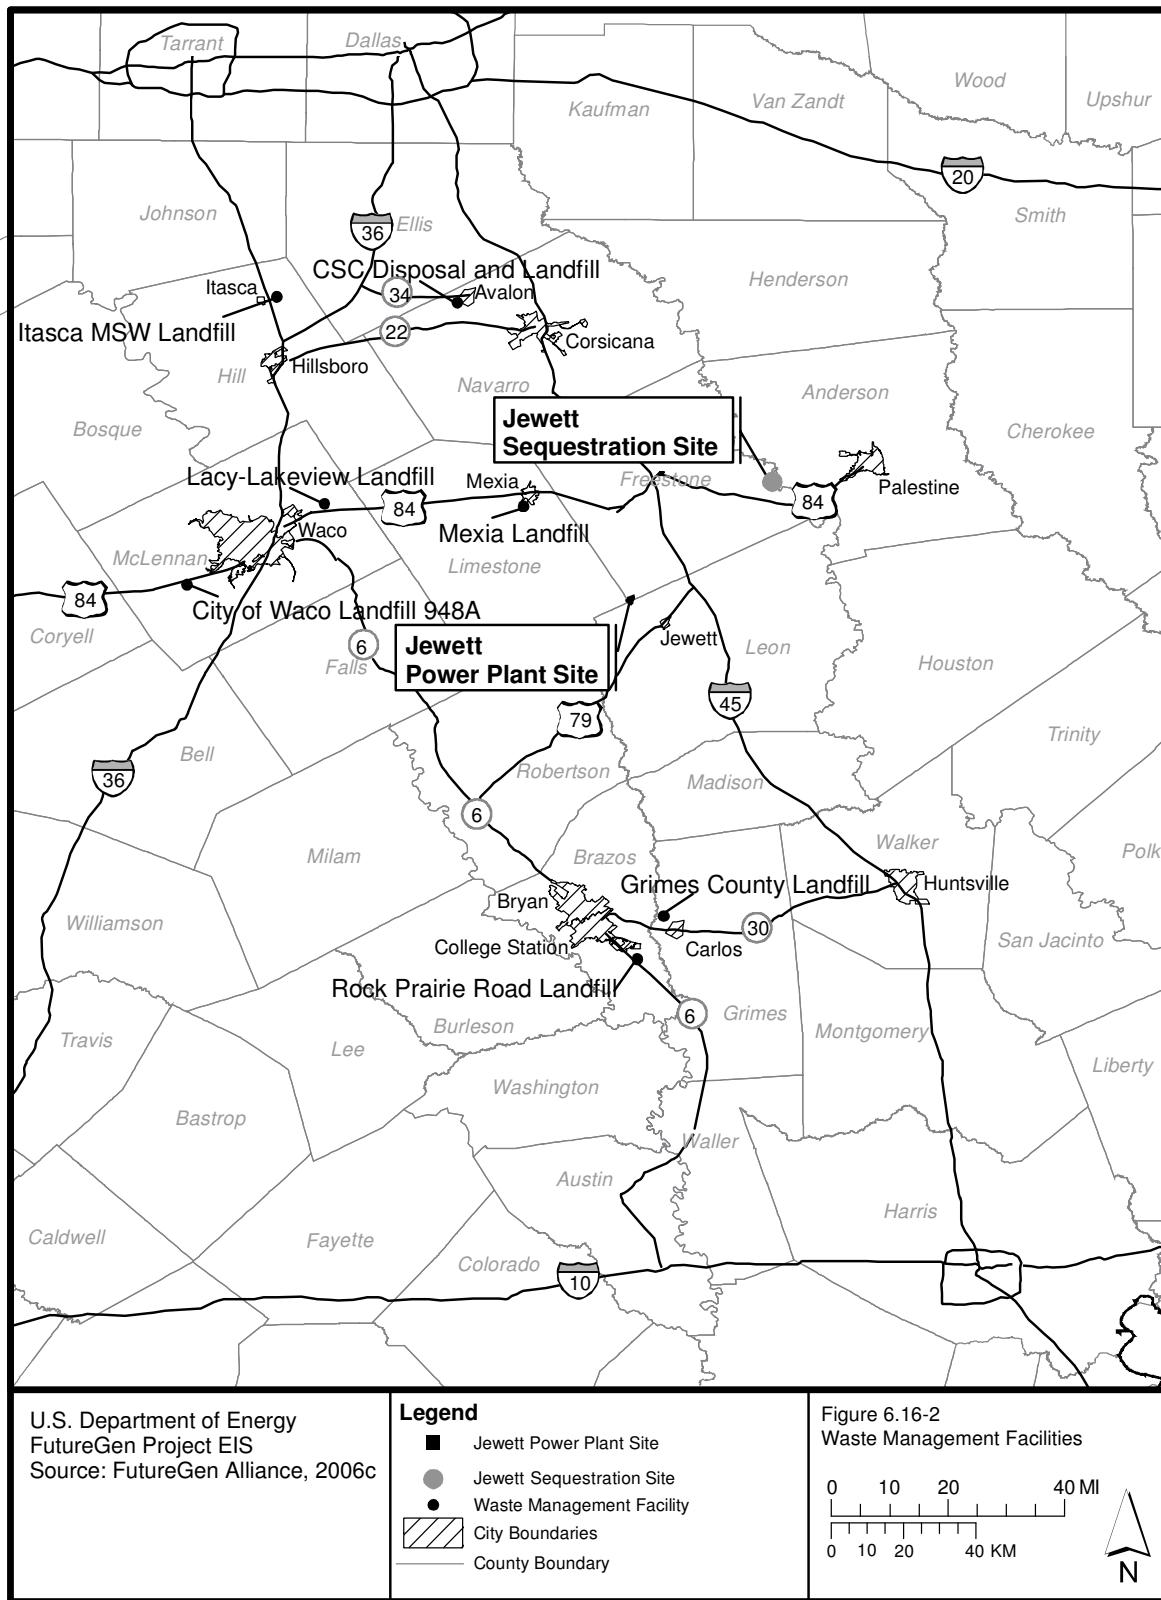 Tarrant
Dallas
Wood
Kaufman
Van Zandt
Upshur
20
Johnson
Smith
36
Ellis
CSC Disposal and Landfill
Henderson
Itasca
34
Avalon
Itasca MSW Landfill
22
Corsicana
Hillsboro
Hill
Navarro
Anderson
Bosque
Jewett
Sequestration Site
Cherokee
Lacy-Lakeview Landfill
Mexia
Freestone
Palestine
84
84
Waco
Mexia Landfill
McLennan
Limestone
84
City of Waco Landfill 948A
Coryell
6
Jewett
Power Plant Site
Jewett
Leon
Houston
Falls
45
79
Trinity
Bell
36
Robertson
Madison
6
Walker
Polk
Milam
Brazos
Grimes County Landfill
Huntsville
Bryan
Williamson
30
College Station
Carlos
San Jacinto
Rock Prairie Road Landfill
6
Grimes
Burleson
Montgomery
Travis
Lee
Liberty
Washington
Bastrop
Waller
Austin
Harris
Caldwell
Fayette
Colorado
10
U.S. Department of Energy
FutureGen Project EIS
Source: FutureGen Alliance, 2006c
Legend
Jewett Power Plant Site
Jewett Sequestration Site
Waste Management Facility
City Boundaries
County Boundary
Figure 6.16-2
Waste Management Facilities
0 10 20 40 MI
0 10 20 40 KM
N